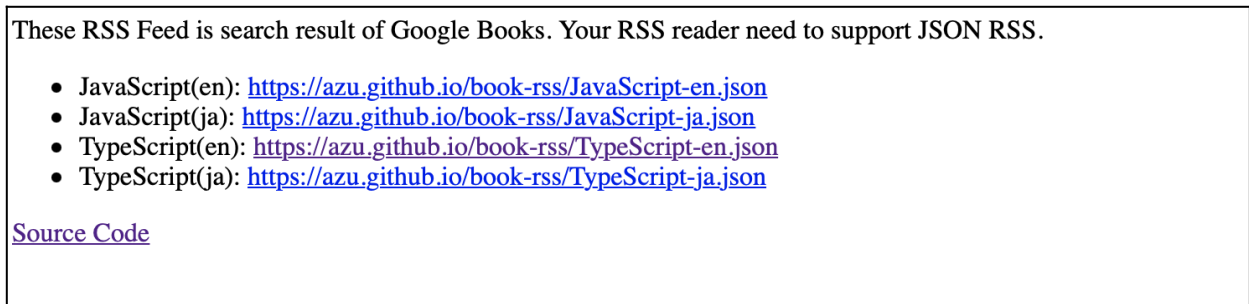 These RSS Feed is search result of Google Books. Your RSS reader need to support JSON RSS.
• JavaScript(en): https://azu.github.io/book-rss/JavaScript-en.json
• JavaScript(ja): https://azu.github.io/book-rss/JavaScript-ja.json
• TypeScript(en): https://azu.github.io/book-rss/TypeScript-en.json
• TypeScript(ja): https://azu.github.io/book-rss/TypeScript-ja.json
Source Code